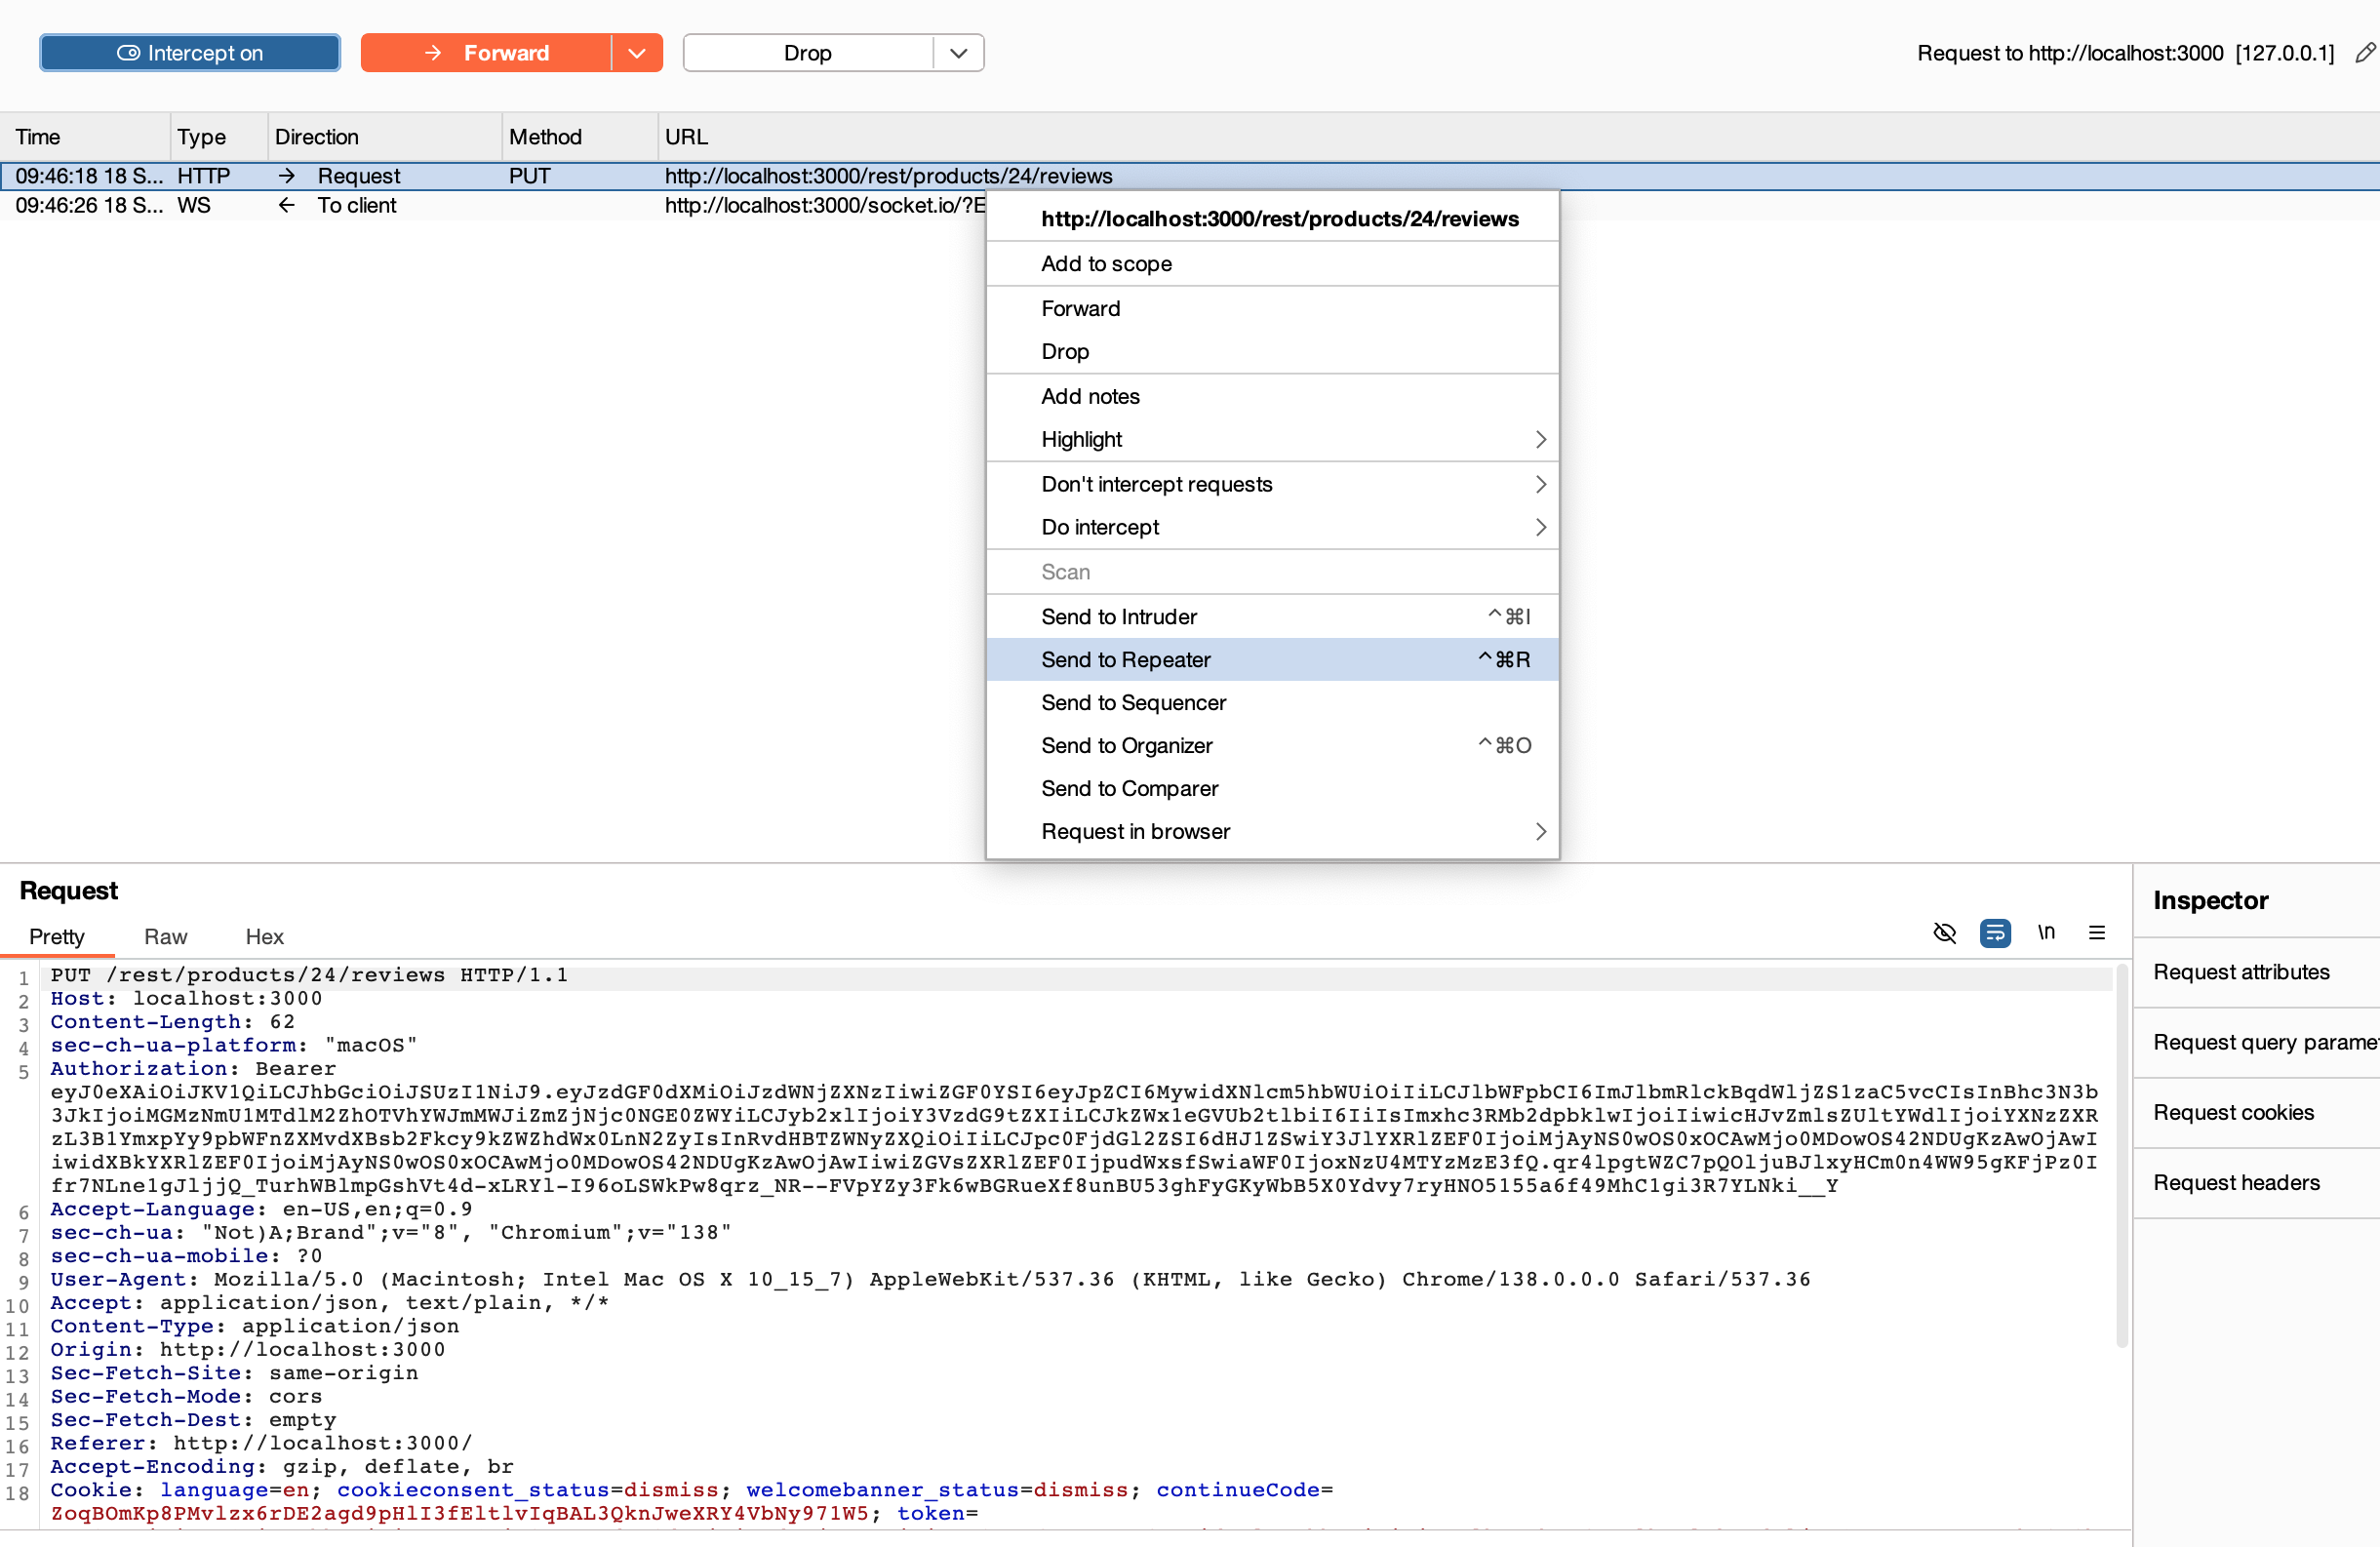 Intercept on
Forward
Drop
Request to http://localhost:3000 [127.0.0.1]
Time Type Direction Method URL
09:46:18 18 S... HTTP → Request PUT http://localhost:3000/rest/products/24/reviews
09:46:26 18 S... WS ← To client http://localhost:3000/socket.io/?E
http://localhost:3000/rest/products/24/reviews
Add to scope
Forward
Drop
Add notes
Highlight
Don't intercept requests
Do intercept
Scan
Send to Intruder ^⌘I
Send to Repeater ^⌘R
Send to Sequencer
Send to Organizer ^⌘O
Send to Comparer
Request in browser
Request
Pretty Raw Hex
\n
1 PUT /rest/products/24/reviews HTTP/1.1
2 Host: localhost:3000
3 Content-Length: 62
4 sec-ch-ua-platform: "macOS"
5 Authorization: Bearer
eyJ0eXAiOiJKV1QiLCJhbGciOiJSUzI1NiJ9.eyJzdGF0dXMiOiJzdWNjZXNzIiwiZGF0YSI6eyJpZCI6MywidXNlcm5hbWUiOiIiLCJlbWFpbCI6ImJlbmRlckBqdWljZS1zaC5vcCIsInBhc3N3b
3JkIjoiMGMzNmU1MTdlM2ZhOTVhYWJmMWJiZmZjNjc0NGE0ZWYiLCJyb2xlIjoiY3VzdG9tZXIiLCJkZWx1eGVUb2tlbiI6IiIsImxhc3RMb2dpbklwIjoiIiwicHJvZmlsZUltYWdlIjoiYXNzZXR
zL3B1YmxpYy9pbWFnZXMvdXBsb2Fkcy9kZWZhdWx0LnN2ZyIsInRvdHBTZWNyZXQiOiIiLCJpc0FjdGl2ZSI6dHJ1ZSwiY3JlYXRlZEF0IjoiMjAyNS0wOS0xOCAwMjo0MDowOS42NDUgKzAwOjAwI
iwidXBkYXRlZEF0IjoiMjAyNS0wOS0xOCAwMjo0MDowOS42NDUgKzAwOjAwIiwiZGVsZXRlZEF0IjpudWxsfSwiaWF0IjoxNzU4MTYzMzE3fQ.qr4lpgtWZC7pQOljuBJlxyHCm0n4WW95gKFjPz0I
fr7NLne1gJljjQ_TurhWBlmpGshVt4d-xLRYl-I96oLSWkPw8qrz_NR--FVpYZy3Fk6wBGRueXf8unBU53ghFyGKyWbB5X0Ydvy7ryHNO5155a6f49MhC1gi3R7YLNki__Y
6 Accept-Language: en-US,en;q=0.9
7 sec-ch-ua: "Not)A;Brand";v="8", "Chromium";v="138"
8 sec-ch-ua-mobile: ?0
9 User-Agent: Mozilla/5.0 (Macintosh; Intel Mac OS X 10_15_7) AppleWebKit/537.36 (KHTML, like Gecko) Chrome/138.0.0.0 Safari/537.36
10 Accept: application/json, text/plain, */*
11 Content-Type: application/json
12 Origin: http://localhost:3000
13 Sec-Fetch-Site: same-origin
14 Sec-Fetch-Mode: cors
15 Sec-Fetch-Dest: empty
16 Referer: http://localhost:3000/
17 Accept-Encoding: gzip, deflate, br
18 Cookie: language=en; cookieconsent_status=dismiss; welcomebanner_status=dismiss; continueCode=
ZoqBOmKp8PMvlzx6rDE2agd9pHlI3fEltlvIqBAL3QknJweXRY4VbNy971W5; token=
Inspector
Request attributes
Request query parame
Request cookies
Request headers